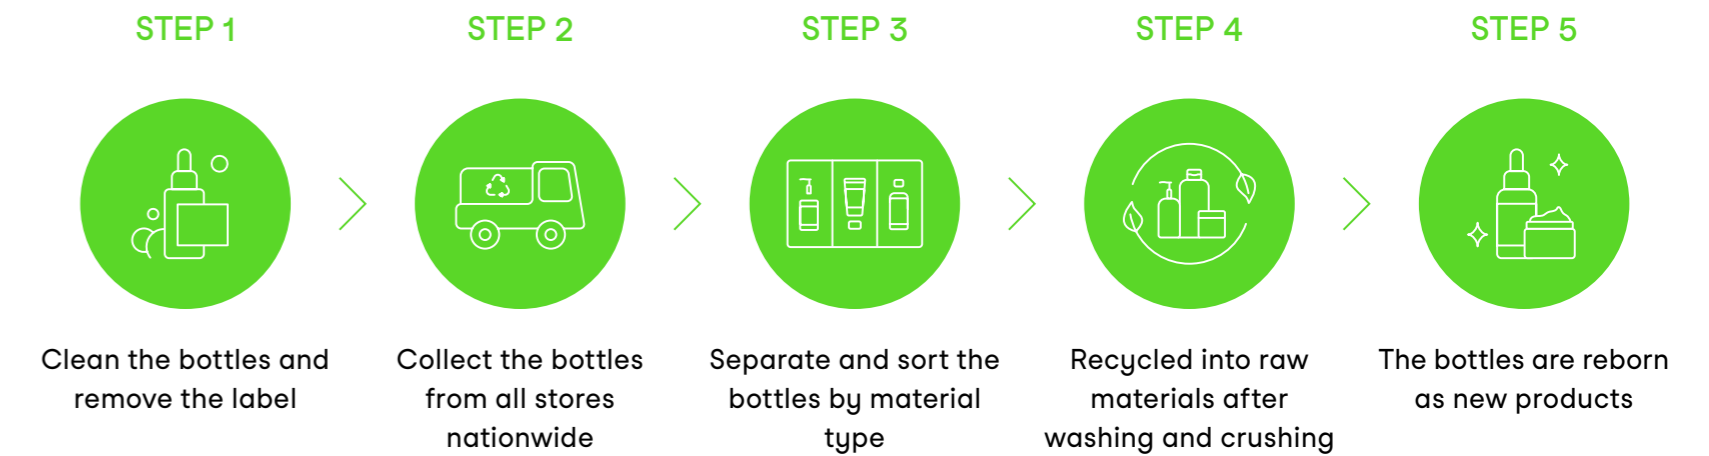 STEP 1
Clean the bottles and
remove the label
STEP 2
Collect the bottles
from all stores
nationwide
STEP 3
Separate and sort the
bottles by material
type
STEP 4
Recycled into raw
materials after
washing and crushing
STEP 5
The bottles are reborn
as new products